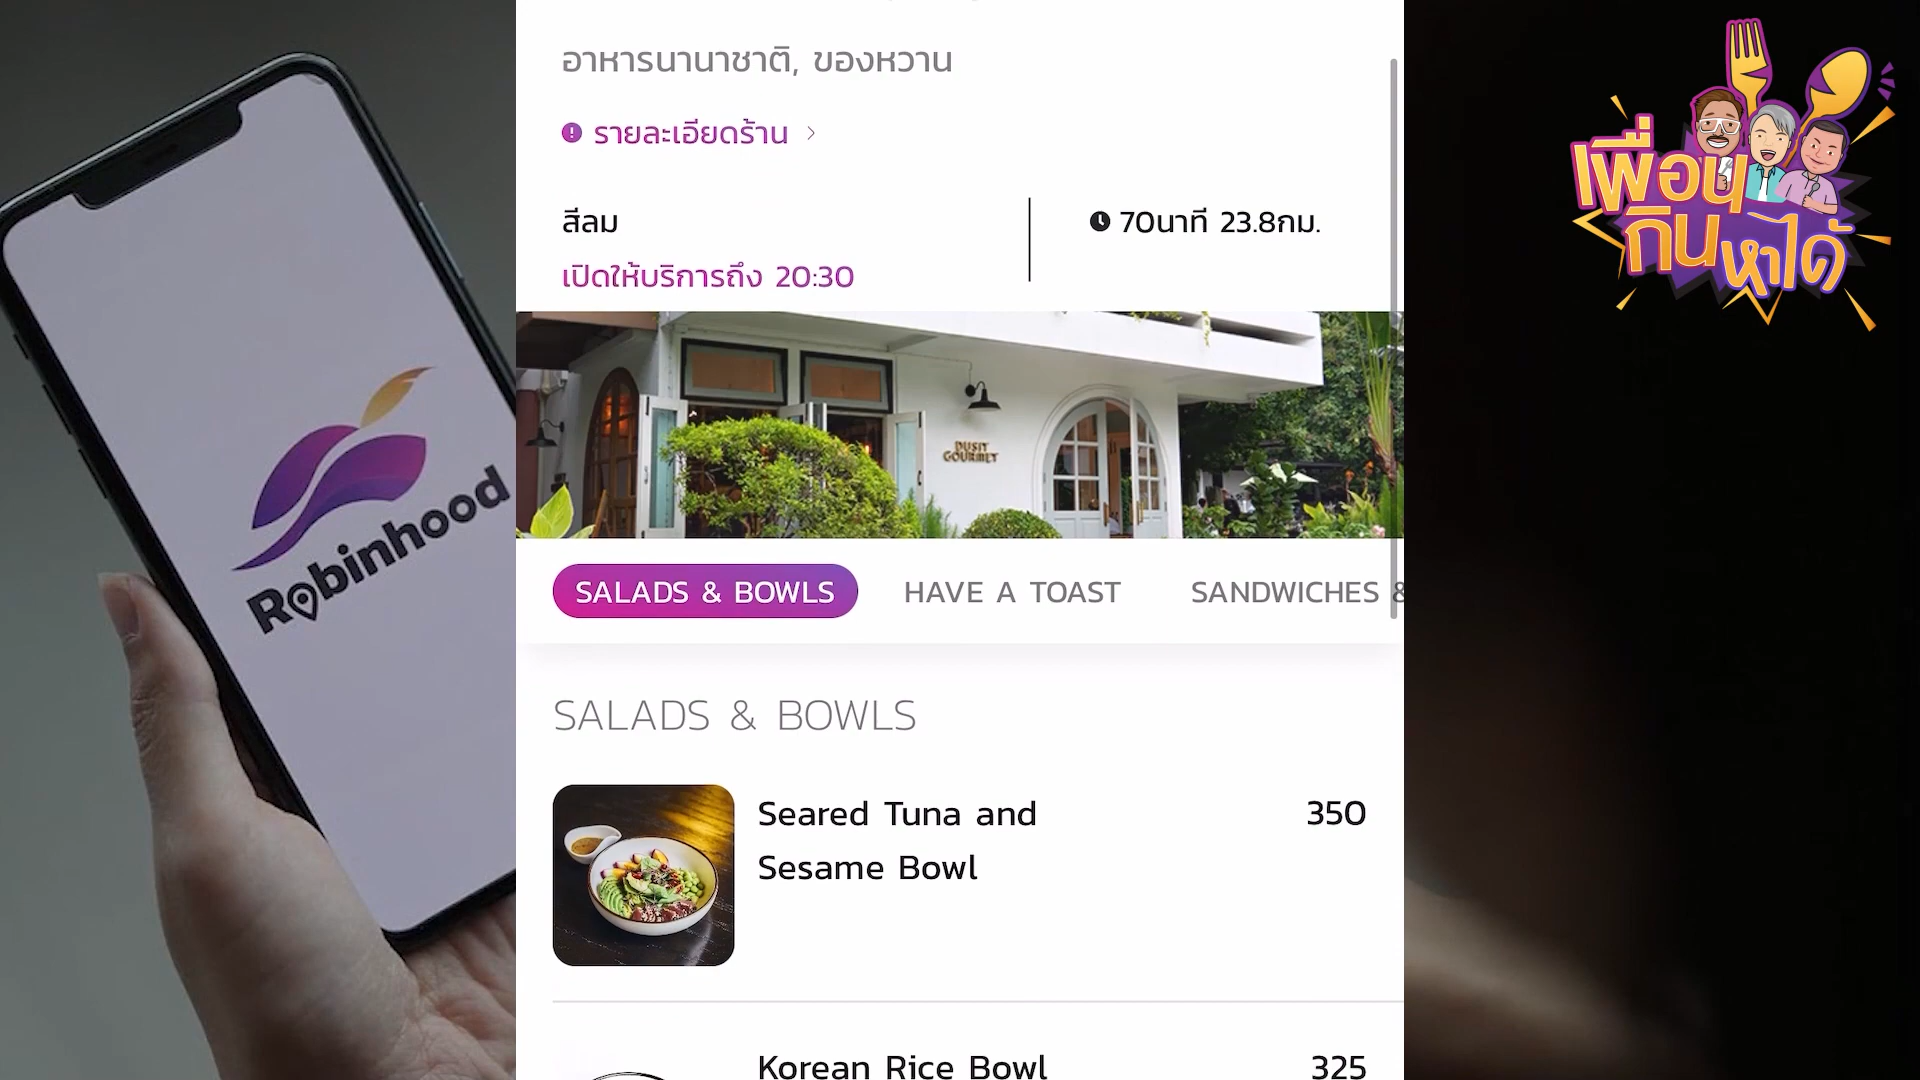 Robinhood
อาหารนานาชาติ, ของหวาน
รายละเอียดร้าน
สีลม
70นาที 23.8กม.
เปิดให้บริการถึง 20:30
DUSIT
GOURMET
SALADS & BOWLS HAVE A TOAST SANDWICHES &
SALADS & BOWLS
Seared Tuna and
Sesame Bowl
350
Korean Rice Bowl
325
เพื่อน
กินหาได้